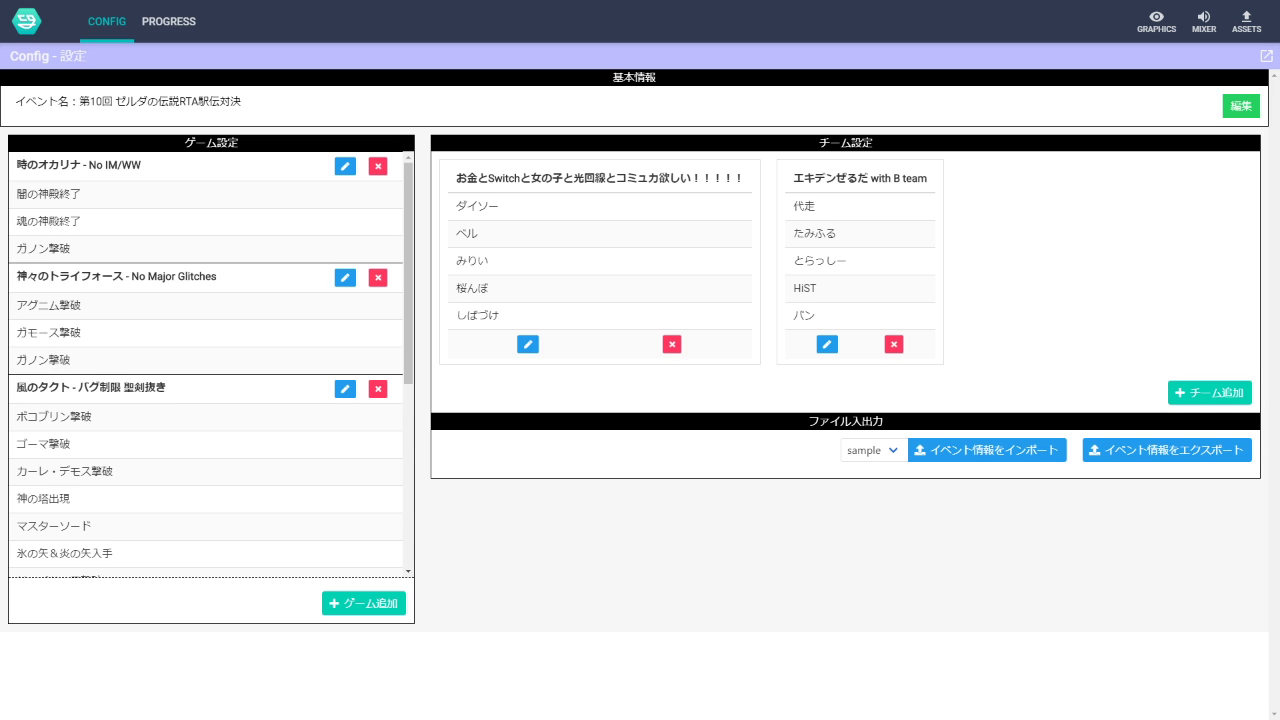 CONFIG
PROGRESS
GRAPHICS
MIXER
ASSETS
Config - 設定
基本情報
イベント名：第10回 ゼルダの伝説RTA駅伝対決
編集
ゲーム設定
時のオカリナ - No IM/WW
闇の神殿終了
魂の神殿終了
ガノン撃破
神々のトライフォース - No Major Glitches
アグニム撃破
ガモース撃破
ガノン撃破
風のタクト - バグ制限 聖剣抜き
ボコブリン撃破
ゴーマ撃破
カーレ・デモス撃破
神の塔出現
マスターソード
氷の矢＆炎の矢入手
ゲーム追加
チーム設定
お金とSwitchと女の子と光回線とコミュ力欲しい！！！！！
ダイソー
ベル
みりい
桜んぼ
しばづけ
エキデンぜるだ with B team
代走
たみふる
とらっしー
HiST
パン
チーム追加
ファイル入出力
sample
イベント情報をインポート
イベント情報をエクスポート